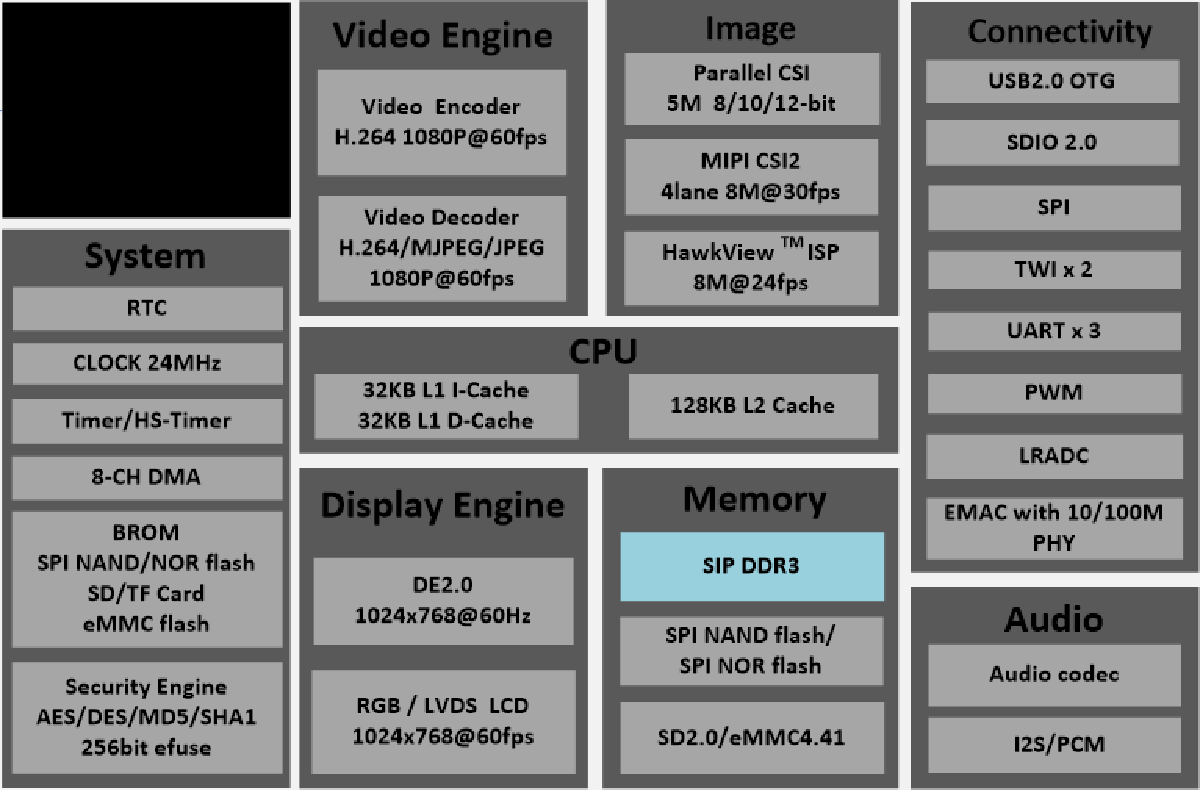 Video Engine
Video Encoder
H.264 1080P@60fps
Video Decoder
H.264/MJPEG/JPEG
1080P@60fps
Image
Parallel CSI
5M 8/10/12-bit
MIPI CSI2
4lane 8M@30fps
HawkView TM ISP
8M@24fps
Connectivity
USB2.0 OTG
SDIO 2.0
SPI
TWI x 2
UART x 3
PWM
LRADC
EMAC with 10/100M
PHY
System
RTC
CLOCK 24MHz
Timer/HS-Timer
8-CH DMA
BROM
SPI NAND/NOR flash
SD/TF Card
eMMC flash
Security Engine
AES/DES/MD5/SHA1
256bit efuse
CPU
32KB L1 I-Cache
32KB L1 D-Cache
128KB L2 Cache
Display Engine
DE2.0
1024x768@60Hz
RGB / LVDS LCD
1024x768@60fps
Memory
SIP DDR3
SPI NAND flash/
SPI NOR flash
SD2.0/eMMC4.41
Audio
Audio codec
I2S/PCM